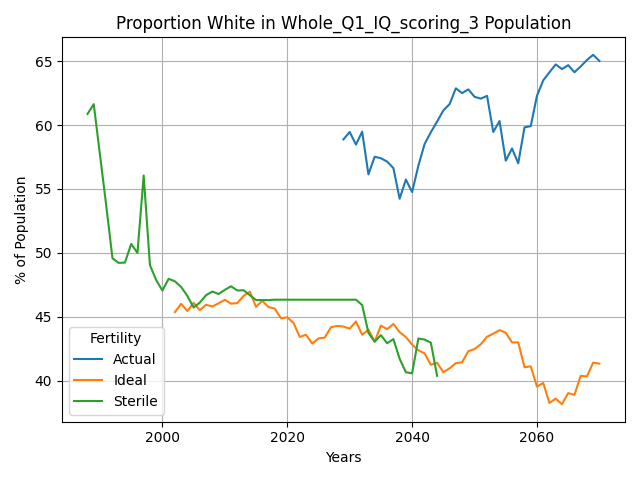 Proportion White in Whole_Q1_IQ_scoring_3 Population
% of Population
65
60
55
50
45
40
Fertility
Actual
Ideal
Sterile
2000
2020
2040
2060
Years